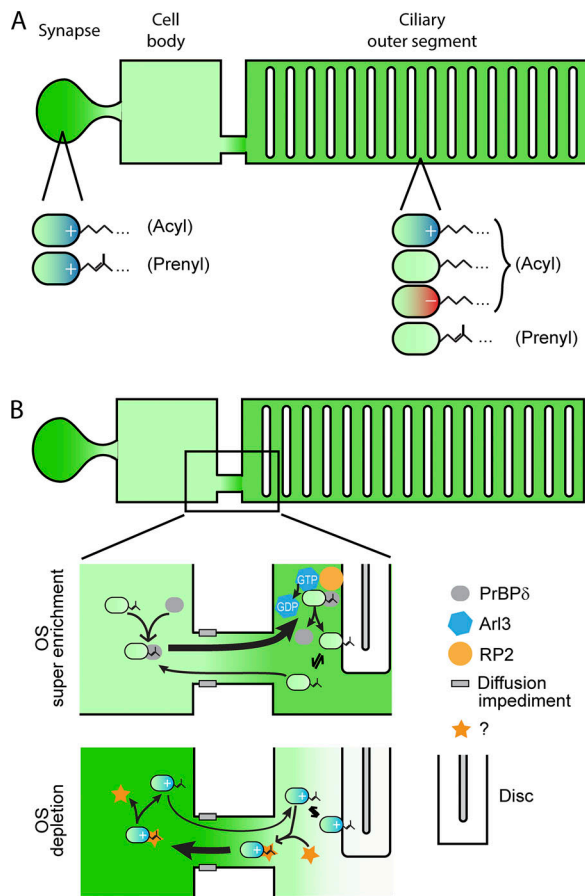 A
Synapse
Cell
body
Ciliary
outer segment
+
(Acyl)
+
(Prenyl)
+
...
...
−
(Acyl)
...
...
...
...
(Prenyl)
B
OS
super enrichment
GTP
GDP
PrBPδ
Arl3
RP2
Diffusion
impediment
?
OS
depletion
+
+
+
+
+
Disc